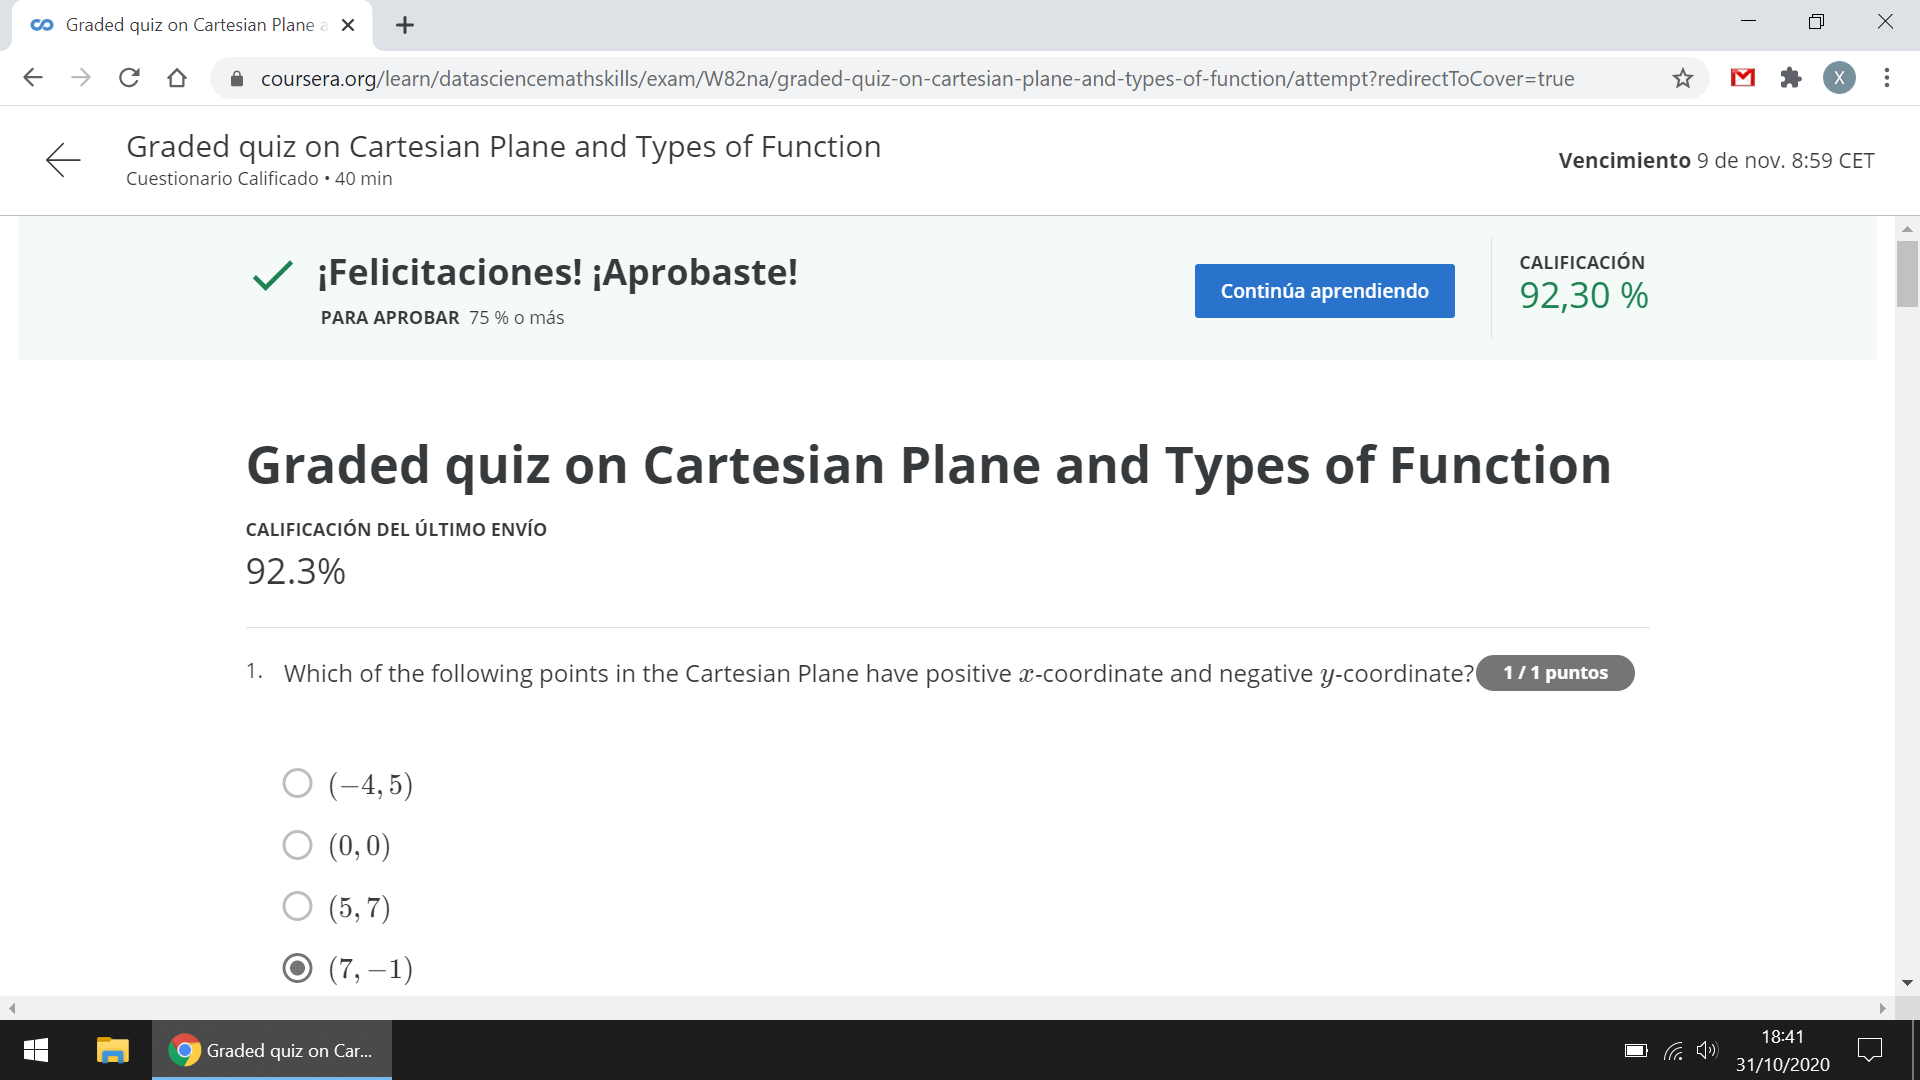 Graded quiz on Cartesian Plane a
coursera.org/learn/datasciencemathskills/exam/W82na/graded-quiz-on-cartesian-plane-and-types-of-function/attempt?redirectToCover=true
X
Graded quiz on Cartesian Plane and Types of Function
Cuestionario Calificado • 40 min
Vencimiento 9 de nov. 8:59 CET
¡Felicitaciones! ¡Aprobaste!
PARA APROBAR 75 % o más
Continúa aprendiendo
CALIFICACIÓN
92,30 %
Graded quiz on Cartesian Plane and Types of Function
CALIFICACIÓN DEL ÚLTIMO ENVÍO
92.3%
1. Which of the following points in the Cartesian Plane have positive x-coordinate and negative y-coordinate? 1 / 1 puntos
(−4, 5)
(0, 0)
(5, 7)
(7, −1)
Graded quiz on Car...
18:41
31/10/2020